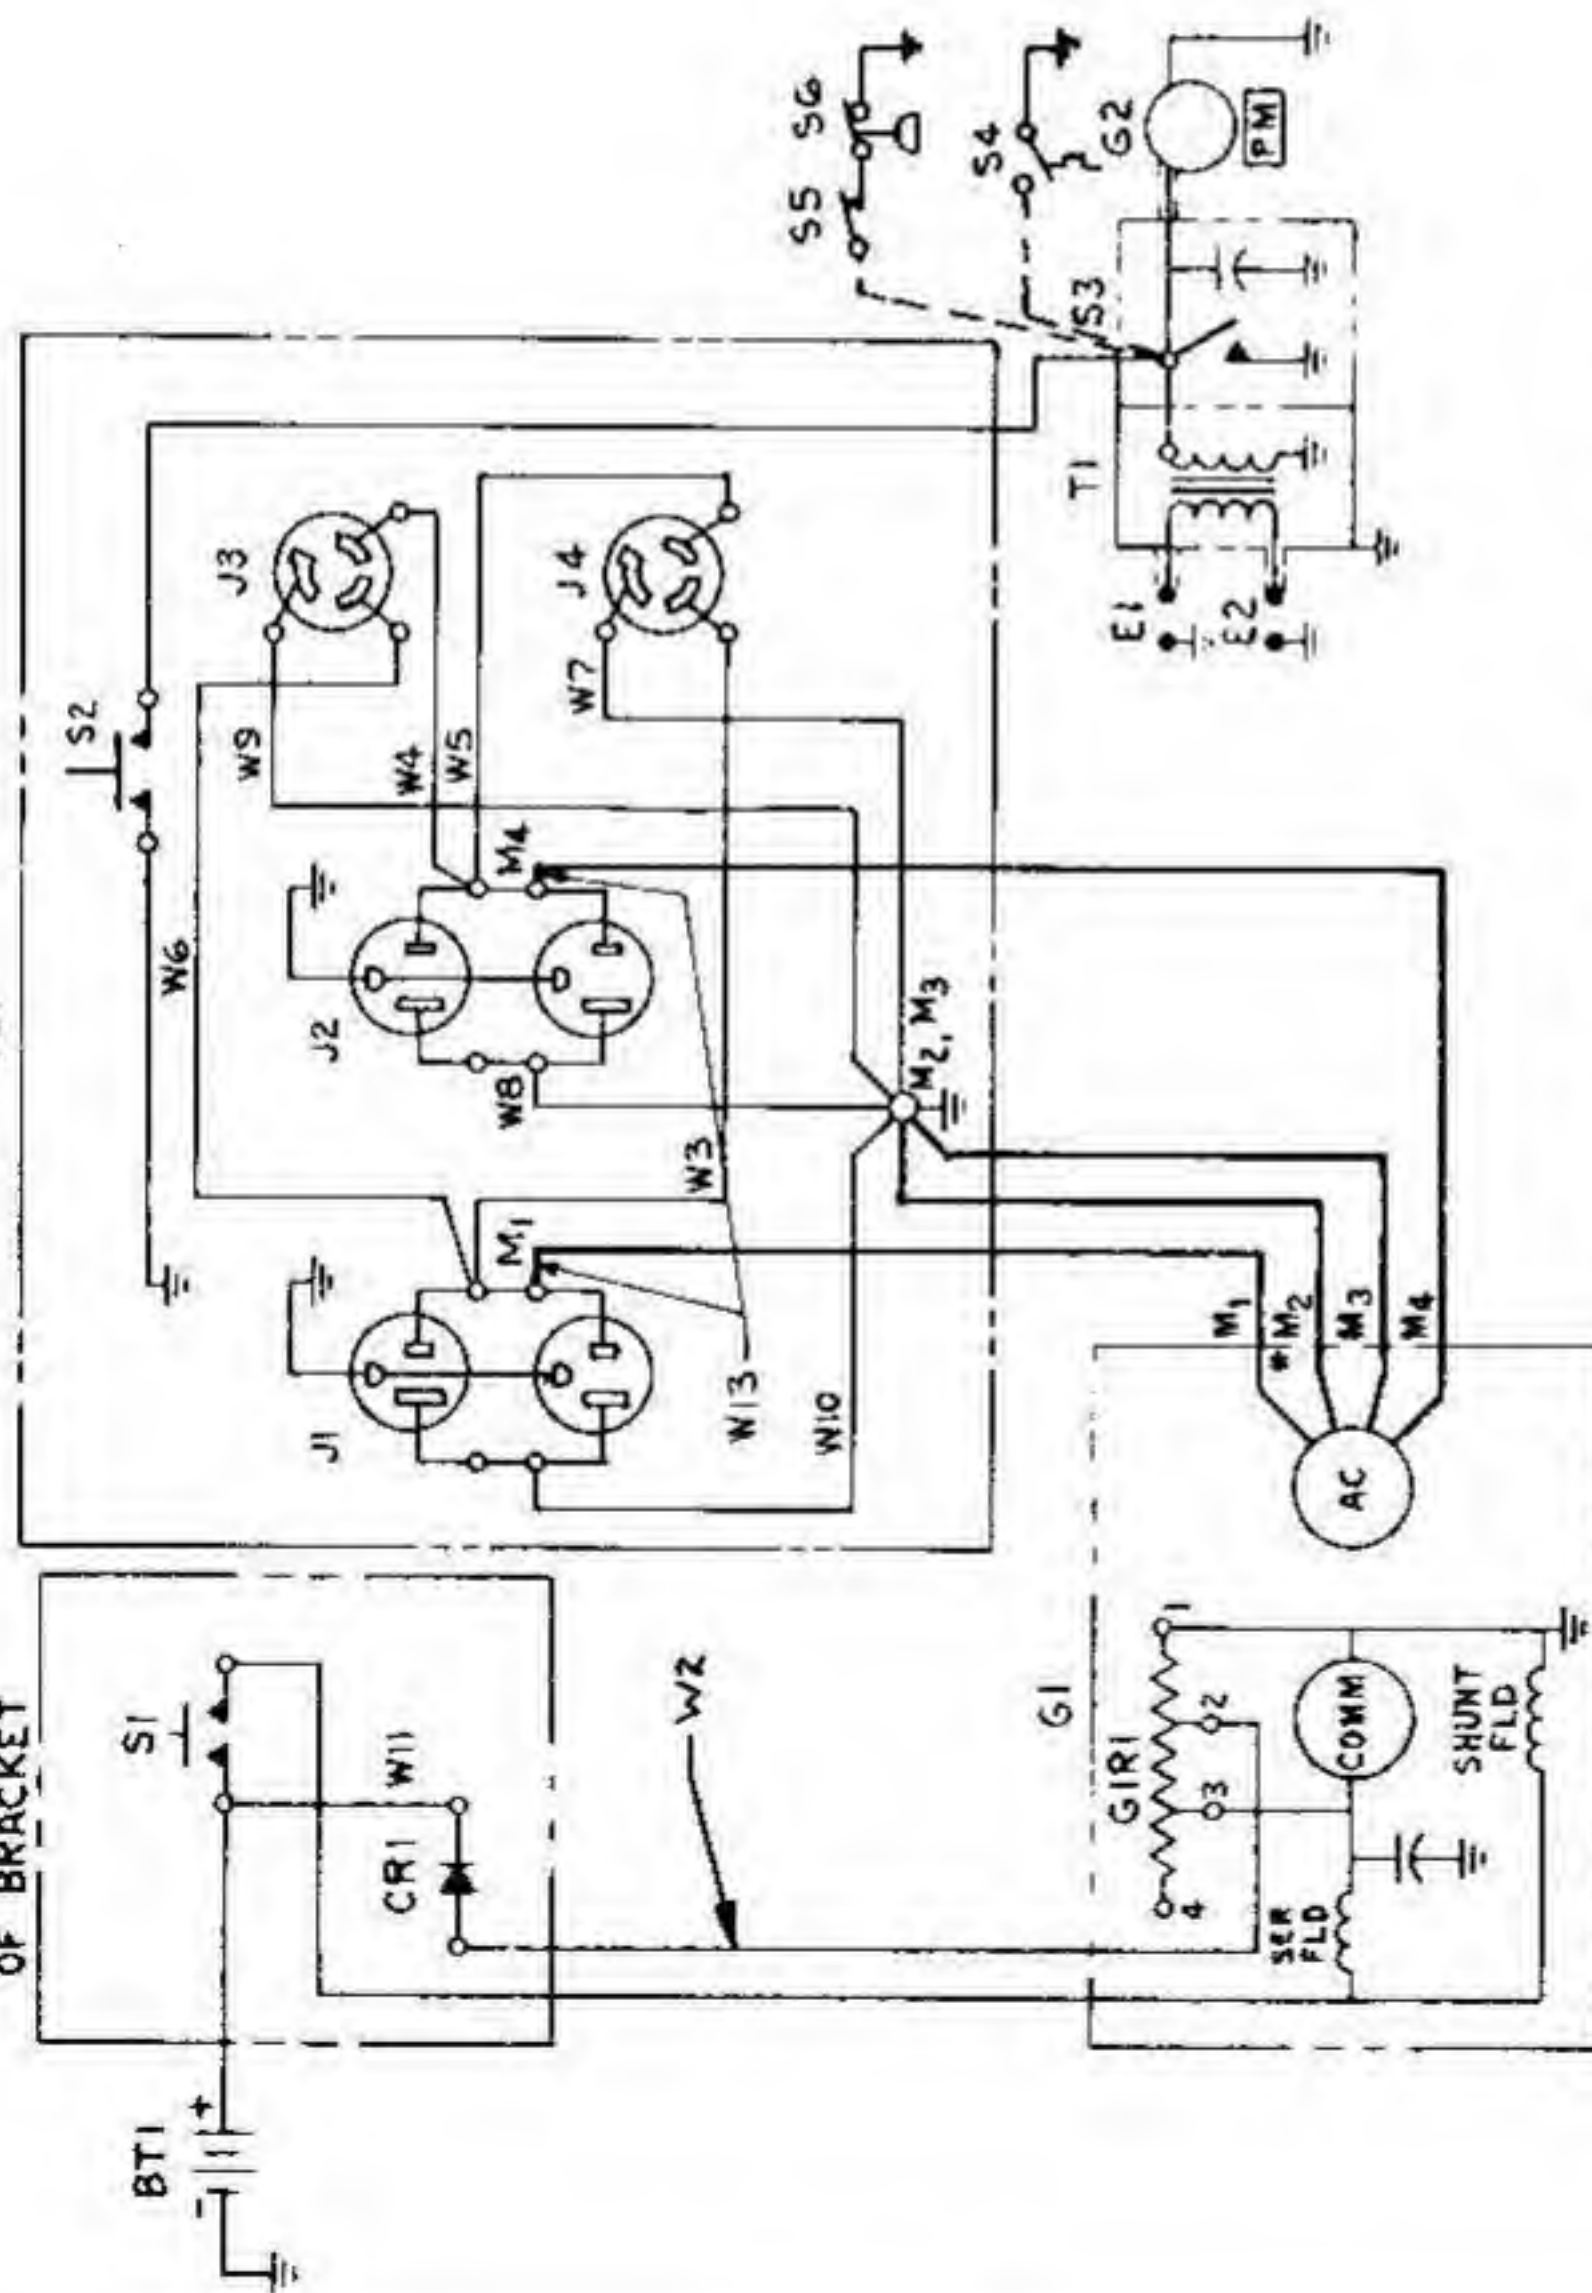 OF BRACKET
BT1
- +
S1
W11
CR1
W2
S2
W6
J1
J2
J3
J4
W9
W4
W5
W7
M4
M1
W8
W3
W13
W10
M2, M3
S5 S6
S4
S3
G2
PM
T1
E1
E2
G1
G1R1
1
2
3
4
SER
FLD
COMM
SHUNT
FLD
AC
M1
*M2
M3
M4